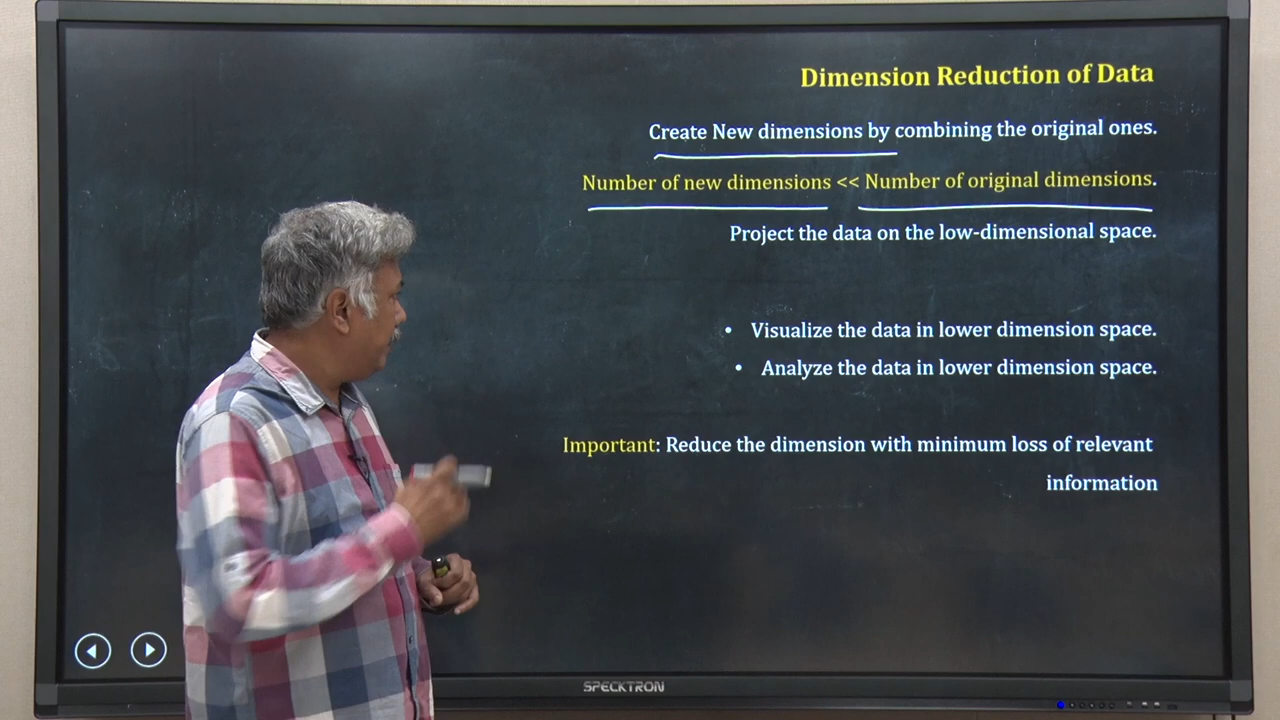 Dimension Reduction of Data
Create New dimensions by combining the original ones.
Number of new dimensions << Number of original dimensions.
Project the data on the low-dimensional space.
• Visualize the data in lower dimension space.
• Analyze the data in lower dimension space.
Important: Reduce the dimension with minimum loss of relevant
information
SPECKTRON